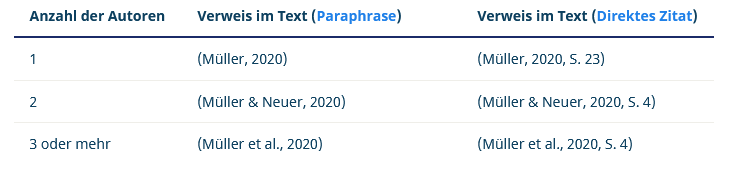 Anzahl der Autoren Verweis im Text (Paraphrase) Verweis im Text (Direktes Zitat)
1 (Müller, 2020) (Müller, 2020, S. 23)
2 (Müller & Neuer, 2020) (Müller & Neuer, 2020, S. 4)
3 oder mehr (Müller et al., 2020) (Müller et al., 2020, S. 4)